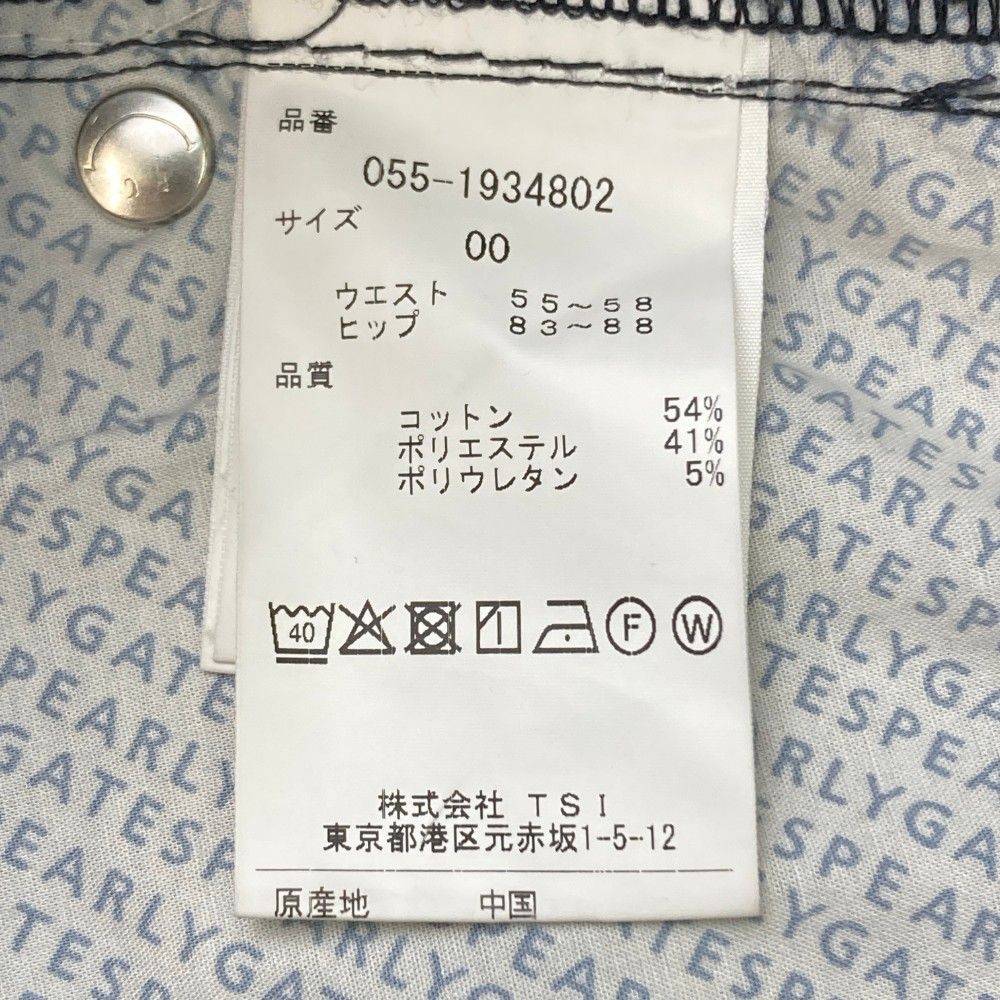 品番
055-1934802
サイズ
00
ウエスト 55～58
ヒップ 83～88
品質
コットン 54%
ポリエステル 41%
ポリウレタン 5%
40
F W
株式会社 TSI
東京都港区元赤坂1-5-12
原産地 中国
PEARLYGATES